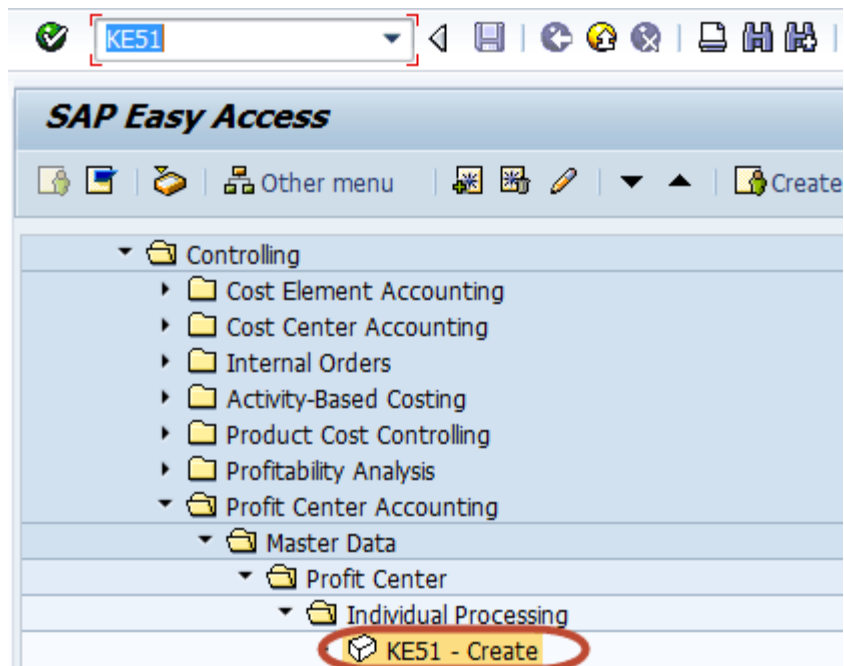 KE51
SAP Easy Access
Other menu Create
Controlling
Cost Element Accounting
Cost Center Accounting
Internal Orders
Activity-Based Costing
Product Cost Controlling
Profitability Analysis
Profit Center Accounting
Master Data
Profit Center
Individual Processing
KE51 - Create